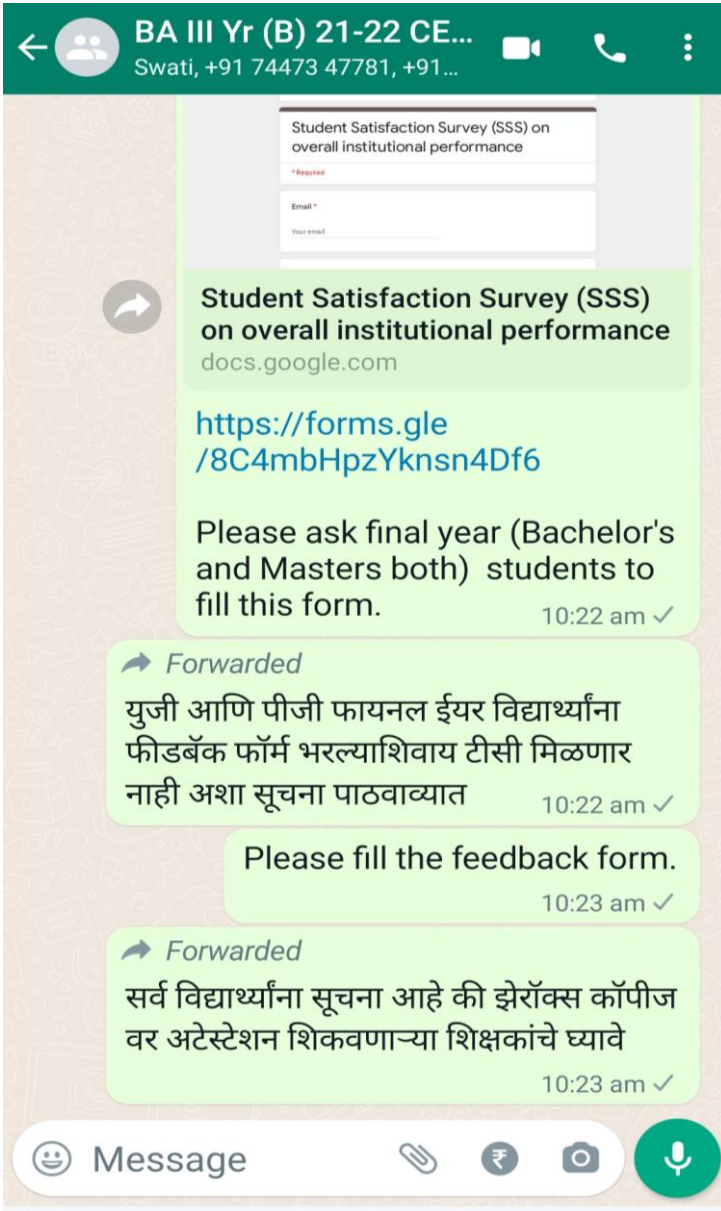 BA III Yr (B) 21-22 CE...
Swati, +91 74473 47781, +91...
Student Satisfaction Survey (SSS) on
overall institutional performance
* Required
Email *
Your email
Student Satisfaction Survey (SSS)
on overall institutional performance
docs.google.com
https://forms.gle
/8C4mbHpzYknsn4Df6
Please ask final year (Bachelor's
and Masters both) students to
fill this form.
10:22 am
Forwarded
युजी आणि पीजी फायनल ईयर विद्यार्थ्यांना
फीडबॅक फॉर्म भरल्याशिवाय टीसी मिळणार
नाही अशा सूचना पाठवाव्यात
10:22 am
Please fill the feedback form.
10:23 am
Forwarded
सर्व विद्यार्थ्यांना सूचना आहे की झेरॉक्स कॉपीज
वर अटेस्टेशन शिकवणाऱ्या शिक्षकांचे घ्यावे
10:23 am
Message
₹